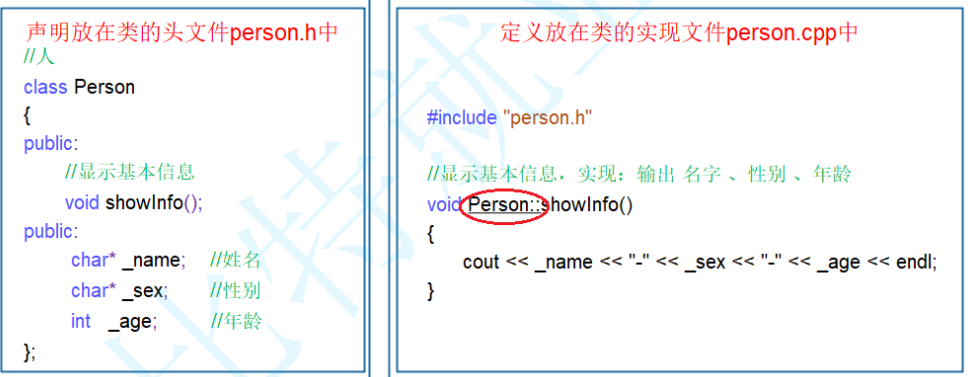 声明放在类的头文件person.h中
//人
class Person
{
public:
//显示基本信息
void showInfo();
public:
char* _name; //姓名
char* _sex; //性别
int _age; //年龄
};
定义放在类的实现文件person.cpp中
#include "person.h"
//显示基本信息，实现：输出 名字 、性别 、年龄
void Person::showInfo()
{
cout << _name << "-" << _sex << "-" << _age << endl;
}
比特就业